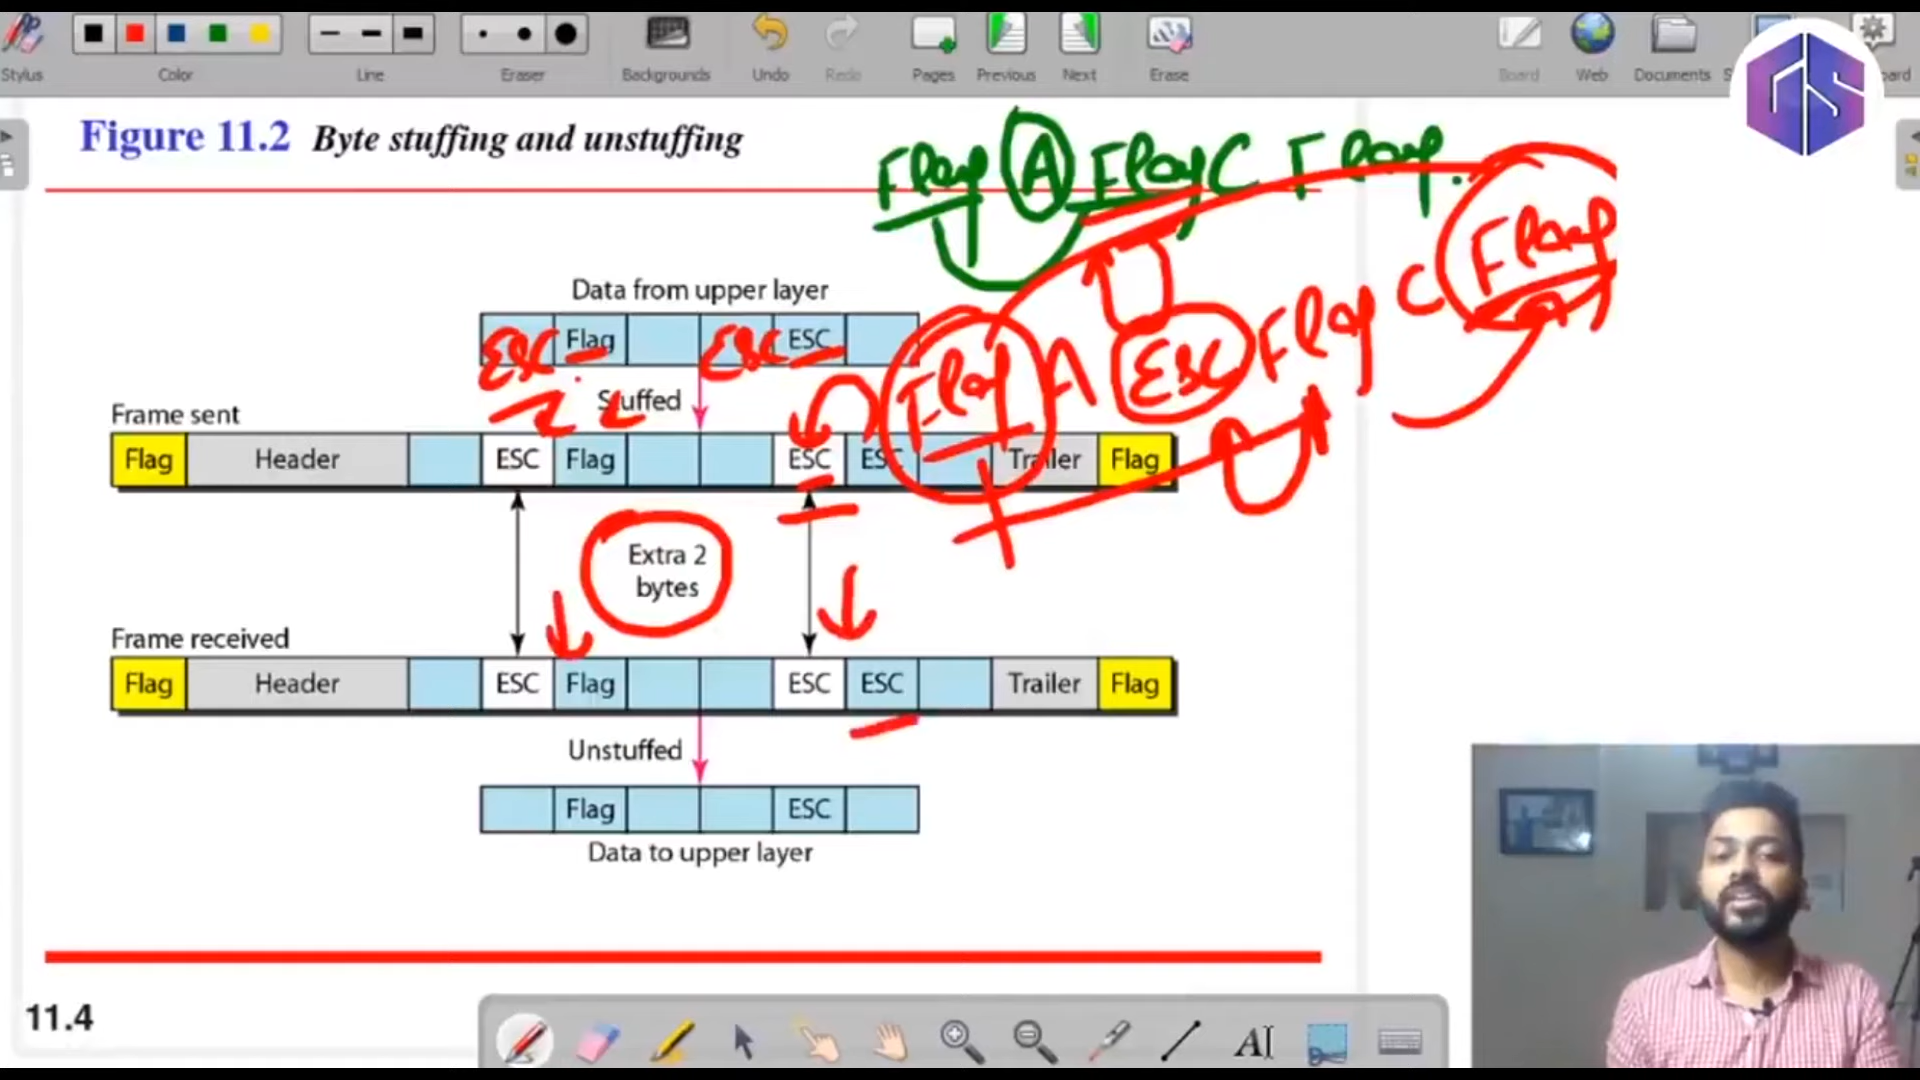 Stylus Color Line Eraser Backgrounds Undo Redo Pages Previous Next Erase Board Web Documents
Figure 11.2 Byte stuffing and unstuffing
Flag A Flag C Flag.
Flag A ESC Flag C Flag
Data from upper layer
Flag ESC
ESC ESC
Stuffed
Frame sent
Flag Header ESC Flag ESC ESC Trailer Flag
Extra 2
bytes
Frame received
Flag Header ESC Flag ESC ESC Trailer Flag
Unstuffed
Flag ESC
Data to upper layer
11.4